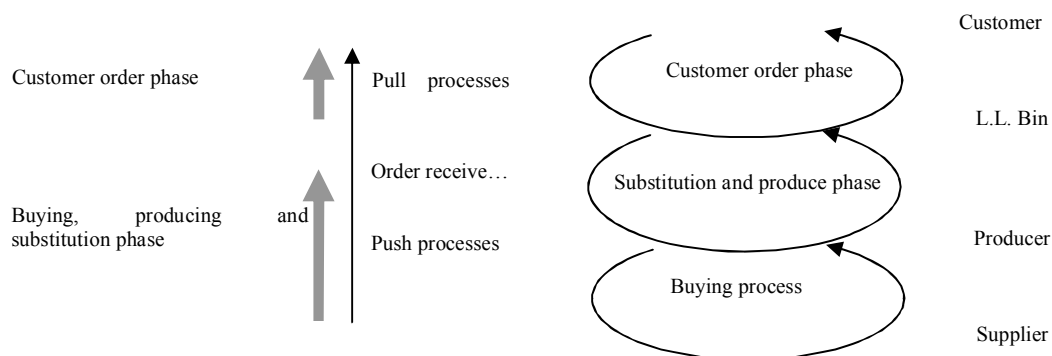 Customer order phase
Buying, producing and
substitution phase
Pull processes
Order receive…
Push processes
Customer order phase
Substitution and produce phase
Buying process
Customer
L.L. Bin
Producer
Supplier